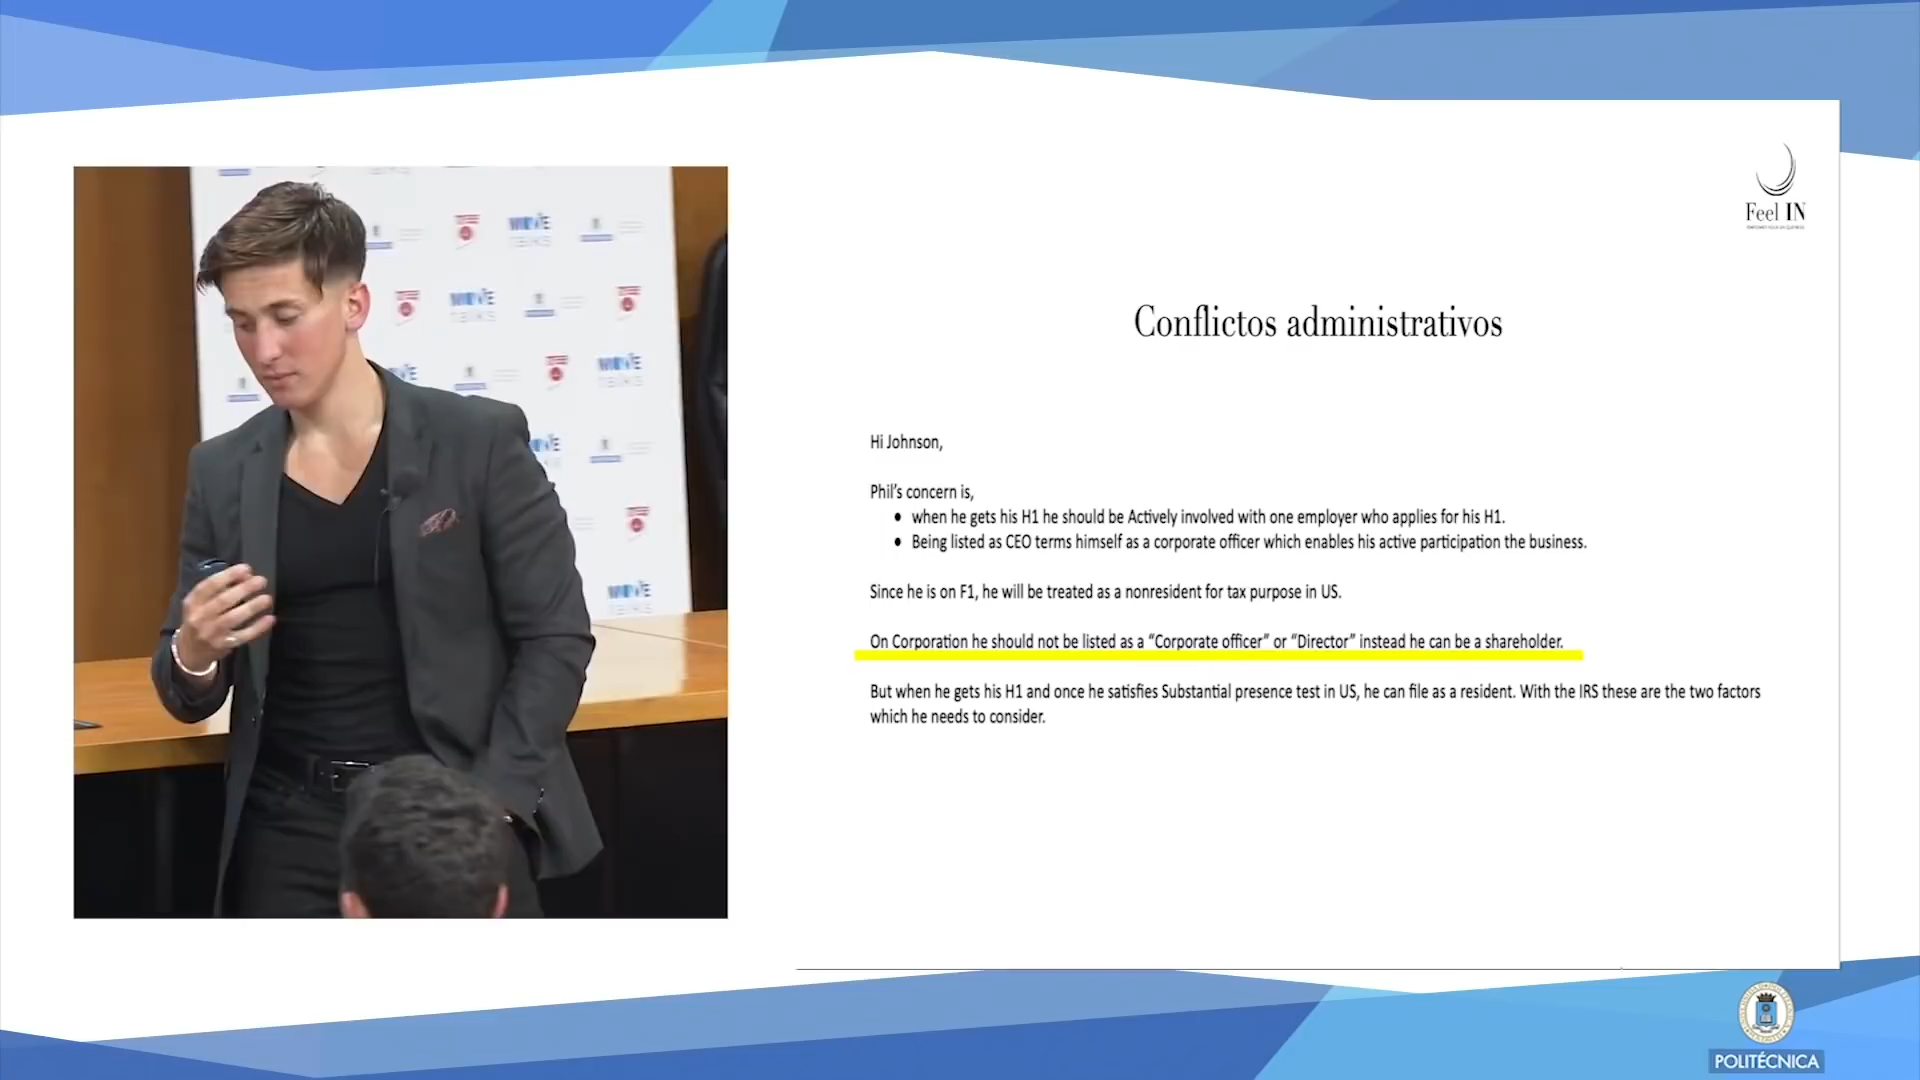 Feel IN
Conflictos administrativos
Hi Johnson,
Phil's concern is,
• when he gets his H1 he should be Actively involved with one employer who applies for his H1.
• Being listed as CEO terms himself as a corporate officer which enables his active participation the business.
Since he is on F1, he will be treated as a nonresident for tax purpose in US.
On Corporation he should not be listed as a “Corporate officer” or “Director” instead he can be a shareholder.
But when he gets his H1 and once he satisfies Substantial presence test in US, he can file as a resident. With the IRS these are the two factors
which he needs to consider.
POLITÉCNICA